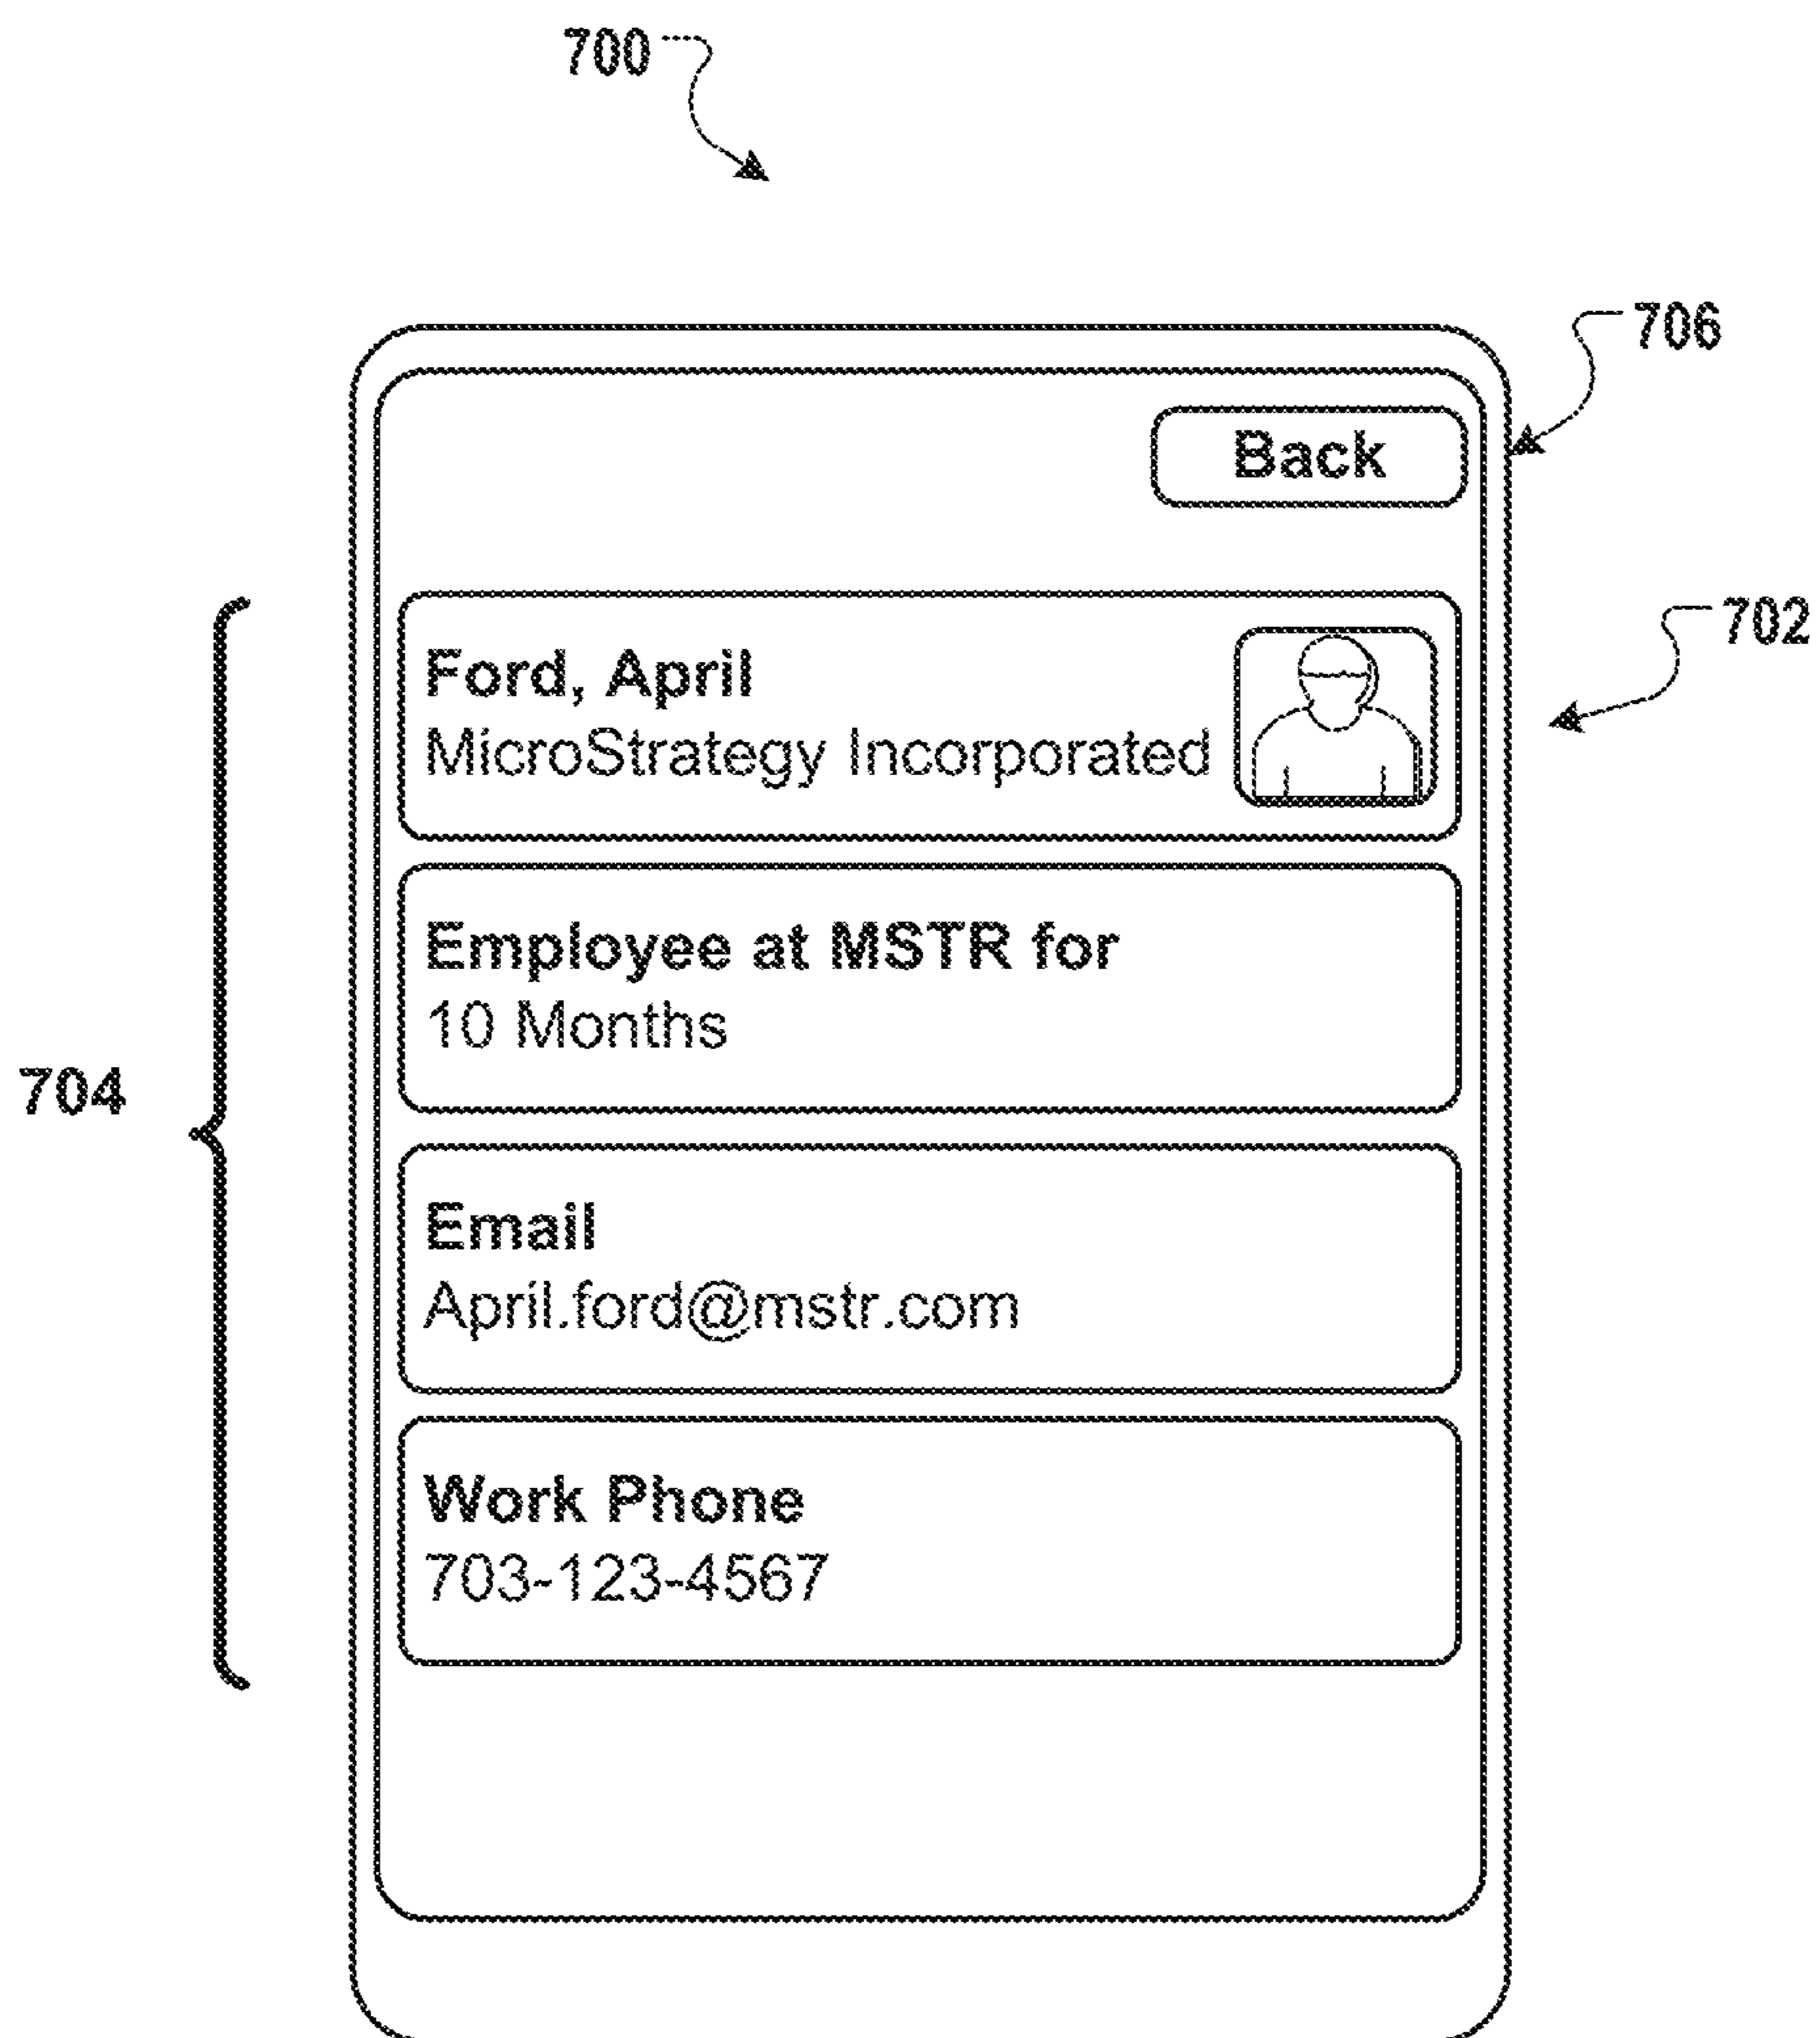 700
706
Back
702
Ford, April
MicroStrategy Incorporated
Employee at MSTR for
10 Months
704
Email
April.ford@mstr.com
Work Phone
703-123-4567